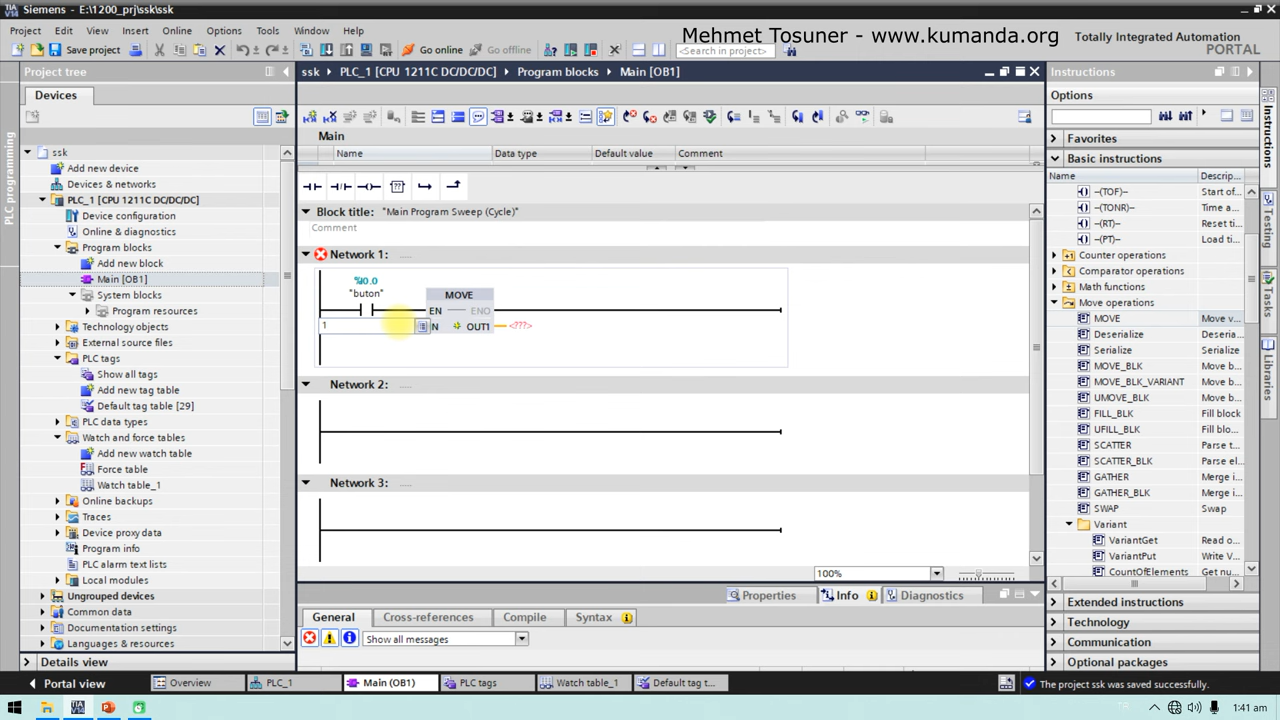 Siemens - E:\1200_prj\ssk\ssk
Project Edit View Insert Online Options Tools Window Help
Mehmet Tosuner - www.kumanda.org
Totally Integrated Automation
PORTAL
Save project
Go online
Go offline
<Search in project>
Project tree
ssk PLC_1 [CPU 1211C DC/DC/DC] Program blocks Main [OB1]
Instructions
Devices
Options
PLC programming
Main
Name Data type Default value Comment
Favorites
Basic instructions
Name Descrip...
ssk
Add new device
Devices & networks
PLC_1 [CPU 1211C DC/DC/DC]
Device configuration
Online & diagnostics
Program blocks
Add new block
Main [OB1]
System blocks
Program resources
Technology objects
External source files
PLC tags
Show all tags
Add new tag table
Default tag table [29]
PLC data types
Watch and force tables
Add new watch table
Force table
Watch table_1
Online backups
Traces
Device proxy data
Program info
PLC alarm text lists
Local modules
Ungrouped devices
Common data
Documentation settings
Languages & resources
Details view
Block title: "Main Program Sweep (Cycle)"
Comment
Network 1: .....
%I0.0
"buton"
MOVE
EN ENO
1 N OUT1 <???>
Network 2: .....
Network 3: .....
100%
Properties Info Diagnostics
General Cross-references Compile Syntax
Show all messages
-(TOF)- Start of...
-(TONR)- Time a...
-(RT)- Reset ti...
-(PT)- Load ti...
Counter operations
Comparator operations
Math functions
Move operations
MOVE Move v...
Deserialize Deseriali...
Serialize Serialize...
MOVE_BLK Move b...
MOVE_BLK_VARIANT Move b...
UMOVE_BLK Move b...
FILL_BLK Fill block
UFILL_BLK Fill blo...
SCATTER Parse t...
SCATTER_BLK Parse el...
GATHER Merge i...
GATHER_BLK Merge i...
SWAP Swap
Variant
VariantGet Read o...
VariantPut Write V...
CountOfElements Get nu...
Extended instructions
Technology
Communication
Optional packages
Instructions
Testing
Tasks
Libraries
Portal view
Overview
PLC_1
Main (OB1)
PLC tags
Watch table_1
Default tag t...
The project ssk was saved successfully.
1:41 am